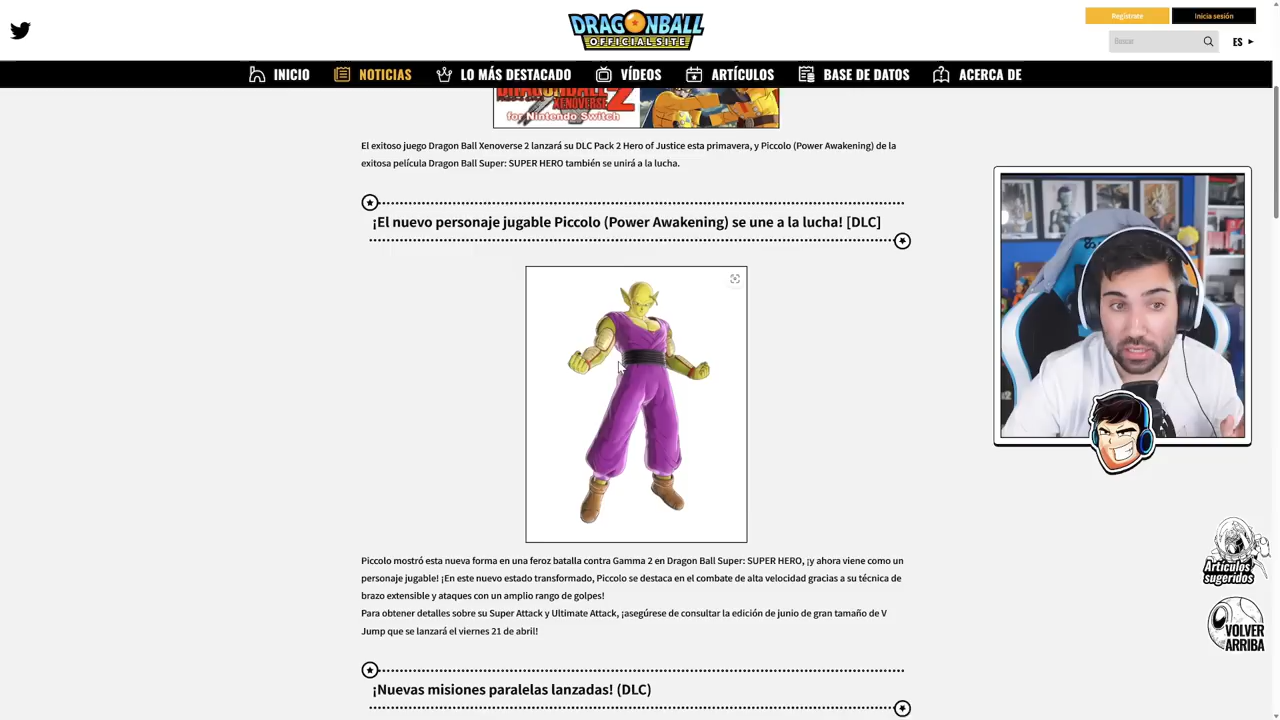 DRAGONBALL
OFFICIAL SITE
Regístrate
Inicia sesión
Buscar
ES
INICIO
NOTICIAS
LO MÁS DESTACADO
VÍDEOS
ARTÍCULOS
BASE DE DATOS
ACERCA DE
XENOVERSE 2
for Nintendo Switch
El exitoso juego Dragon Ball Xenoverse 2 lanzará su DLC Pack 2 Hero of Justice esta primavera, y Piccolo (Power Awakening) de la
exitosa película Dragon Ball Super: SUPER HERO también se unirá a la lucha.
¡El nuevo personaje jugable Piccolo (Power Awakening) se une a la lucha! [DLC]
Piccolo mostró esta nueva forma en una feroz batalla contra Gamma 2 en Dragon Ball Super: SUPER HERO, ¡y ahora viene como un
personaje jugable! ¡En este nuevo estado transformado, Piccolo se destaca en el combate de alta velocidad gracias a su técnica de
brazo extensible y ataques con un amplio rango de golpes!
Para obtener detalles sobre su Super Attack y Ultimate Attack, ¡asegúrese de consultar la edición de junio de gran tamaño de V
Jump que se lanzará el viernes 21 de abril!
Artículos
sugeridos
VOLVER
ARRIBA
¡Nuevas misiones paralelas lanzadas! (DLC)